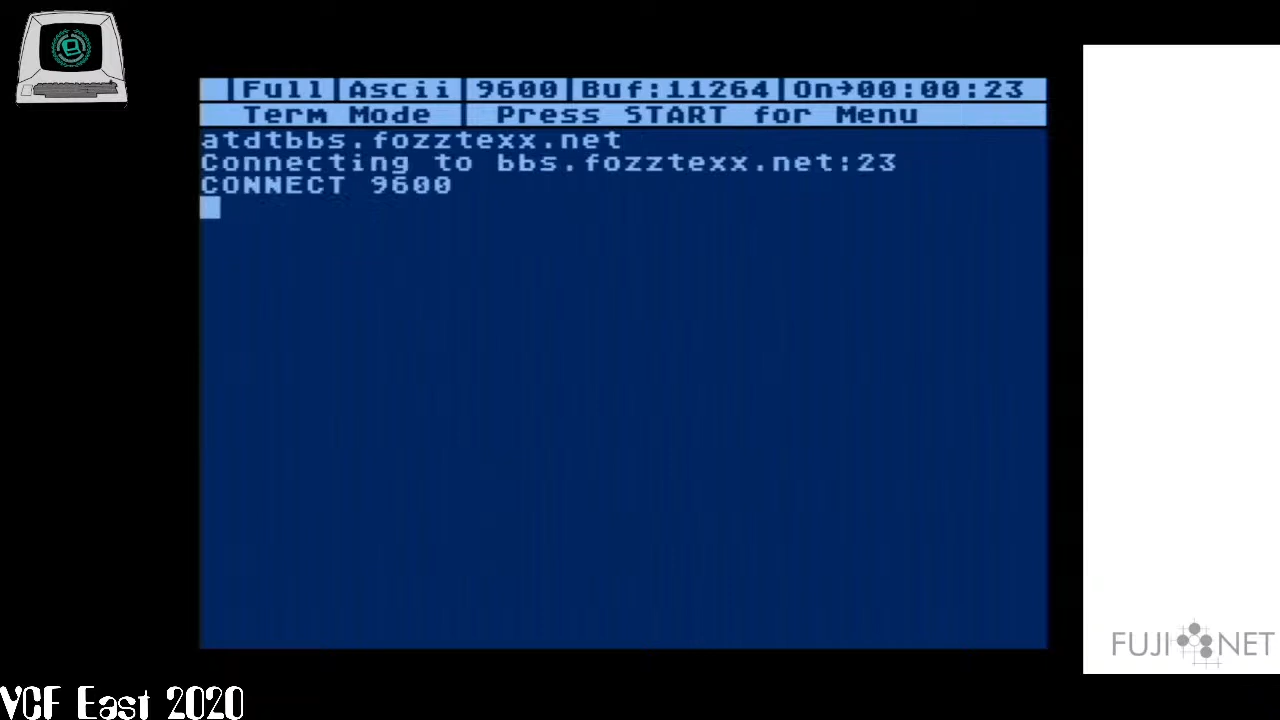 Full|Ascii|9600|Buf:11264|On→00:00:23
Term Mode | Press START for Menu
atdtbbs.fozztexx.net
Connecting to bbs.fozztexx.net:23
CONNECT 9600
FUJINET
VCF East 2020